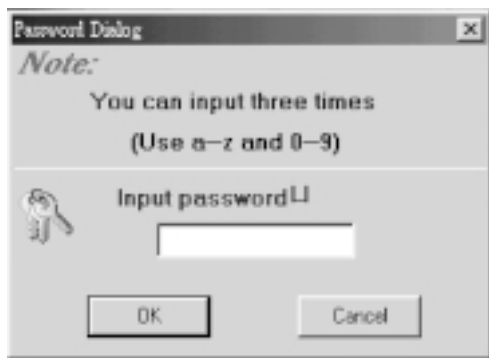 Password Dialog
Note:
You can input three times
(Use a-z and 0-9)
Input password
OK
Cancel